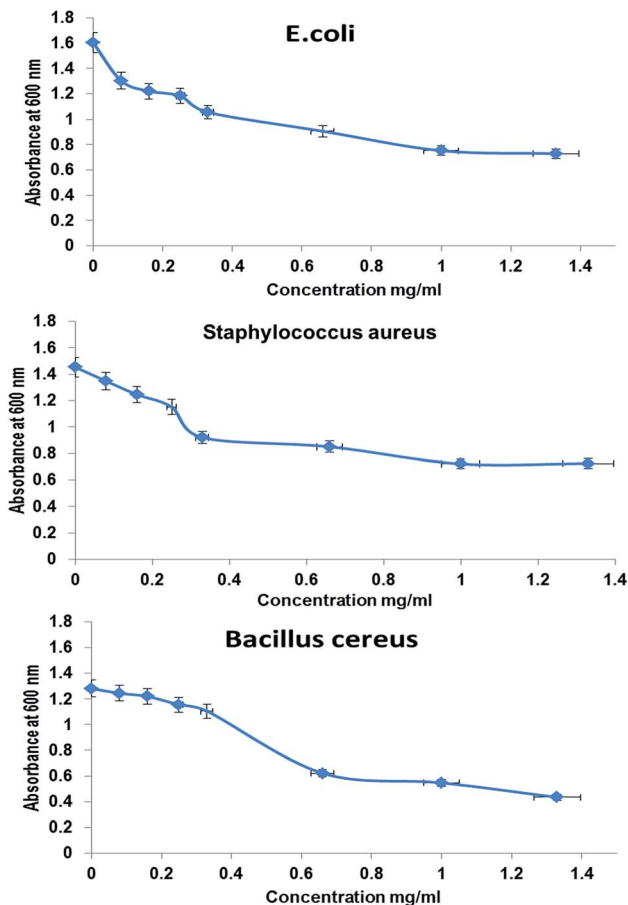 E.coli
Absorbance at 600 nm
1.8
1.6
1.4
1.2
1
0.8
0.6
0.4
0.2
0
0 0.2 0.4 0.6 0.8 1 1.2 1.4
Concentration mg/ml
Staphylococcus aureus
Absorbance at 600 nm
1.8
1.6
1.4
1.2
1
0.8
0.6
0.4
0.2
0
0 0.2 0.4 0.6 0.8 1 1.2 1.4
Concentration mg/ml
Bacillus cereus
Absorbance at 600 nm
1.8
1.6
1.4
1.2
1
0.8
0.6
0.4
0.2
0
0 0.2 0.4 0.6 0.8 1 1.2 1.4
Concentration mg/ml